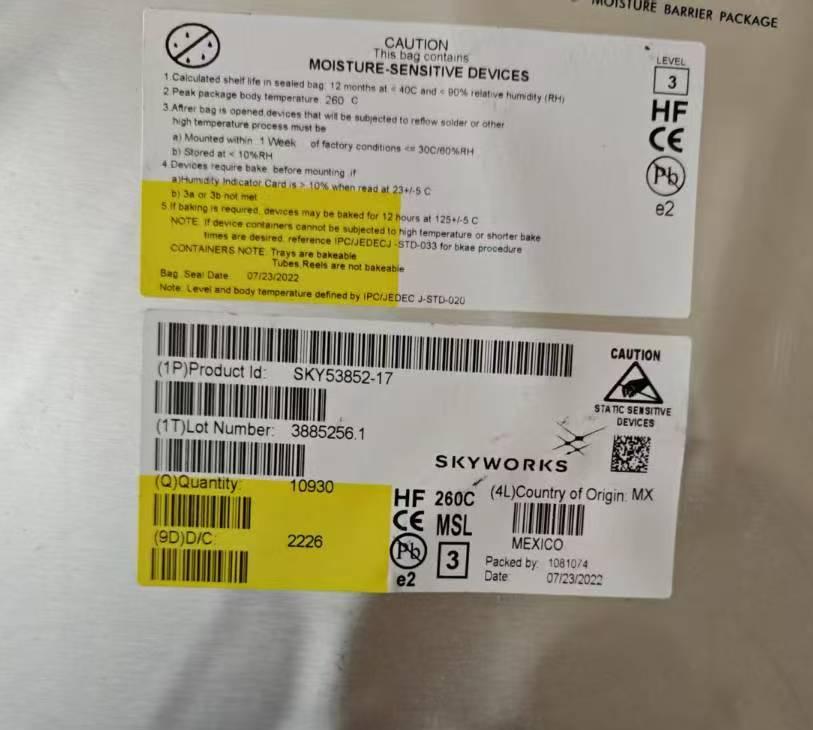 MOISTURE BARRIER PACKAGE
CAUTION
This bag contains
MOISTURE-SENSITIVE DEVICES
LEVEL
3
HF
CE
Pb
e2
1.Calculated shelf life in sealed bag: 12 months at < 40C and < 90% relative humidity (RH)
2.Peak package body temperature: 260 C
3.Aftrer bag is opened,devices that will be subjected to reflow solder or other
high temperature process must be
a) Mounted within: 1 Week of factory conditions <= 30C/60%RH
b) Stored at < 10%RH
4.Devices require bake, before mounting ,if
a)Humidity Indicator Card is > 10% when read at 23+/-5 C
b) 3a or 3b not met
5.If baking is required, devices may be baked for 12 hours at 125+/-5 C
NOTE: If device containers cannot be subjected to high temperature or shorter bake
times are desired, reference IPC/JEDECJ -STD-033 for bkae procedure
CONTAINERS NOTE: Trays are bakeable
Tubes,Reels are not bakeable
Bag Seal Date: 07/23/2022
Note: Level and body temperature defined by IPC/JEDEC J-STD-020
(1P)Product Id: SKY53852-17
(1T)Lot Number: 3885256.1
(Q)Quantity: 10930
(9D)D/C: 2226
CAUTION
STATIC SENSITIVE
DEVICES
SKYWORKS
HF 260C
CE MSL
Pb 3
e2
(4L)Country of Origin: MX
MEXICO
Packed by: 1081074
Date: 07/23/2022